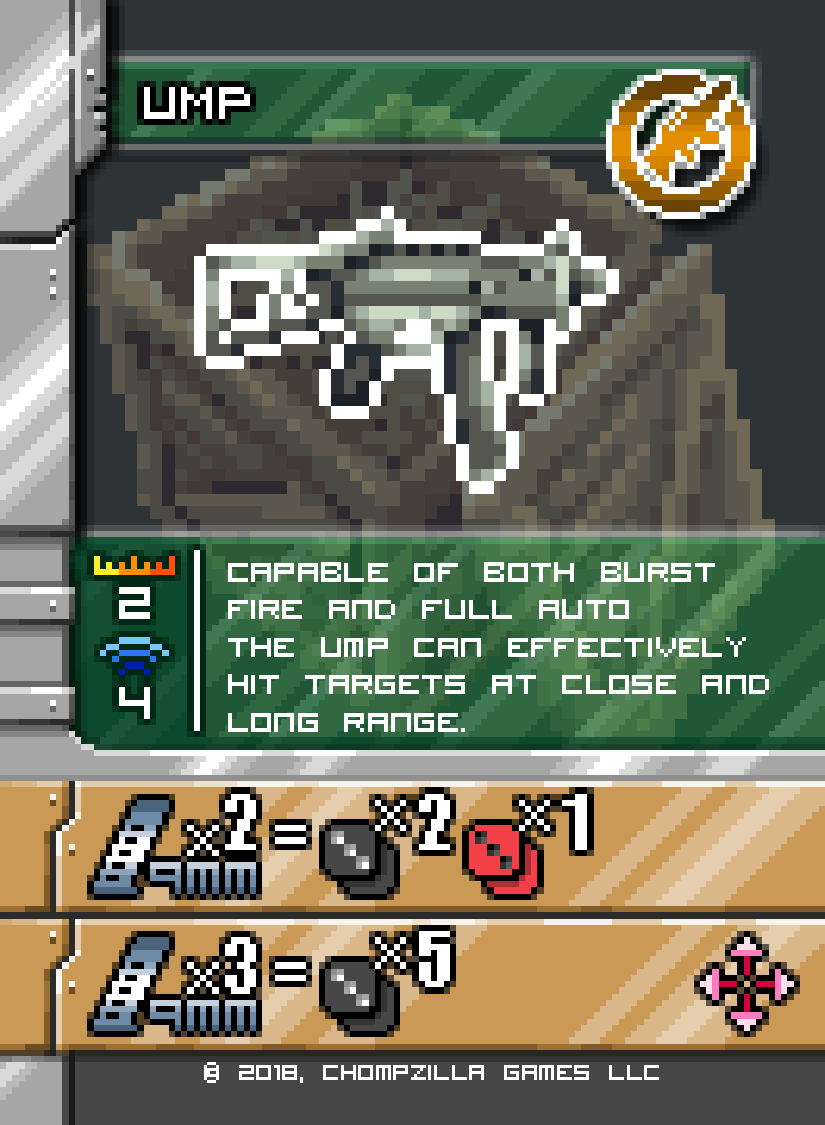 UMP
2
4
CAPABLE OF BOTH BURST
FIRE AND FULL AUTO
THE UMP CAN EFFECTIVELY
HIT TARGETS AT CLOSE AND
LONG RANGE.
9mm x2 = x2 x1
9mm x3 = x5
© 2018, CHOMPZILLA GAMES LLC